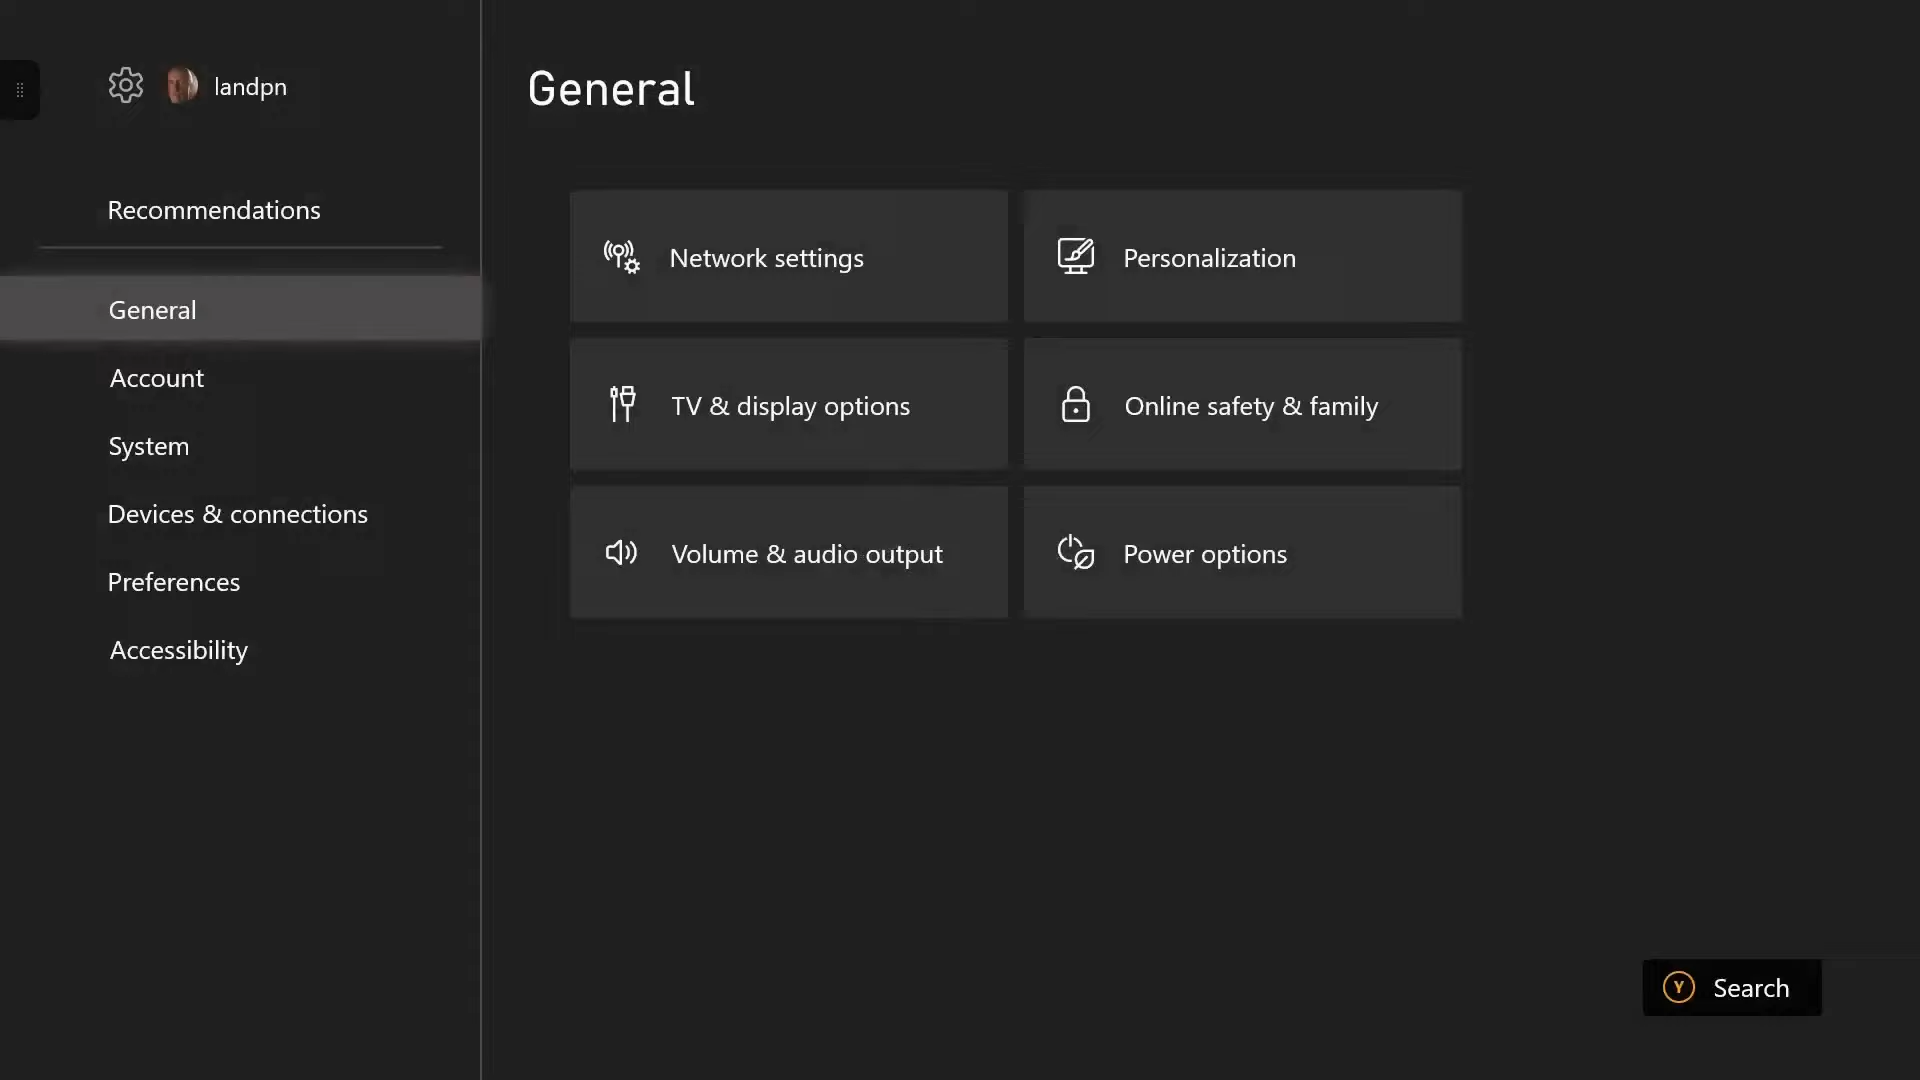 landpn
Recommendations
General
Account
System
Devices & connections
Preferences
Accessibility
General
Network settings
Personalization
TV & display options
Online safety & family
Volume & audio output
Power options
Y Search